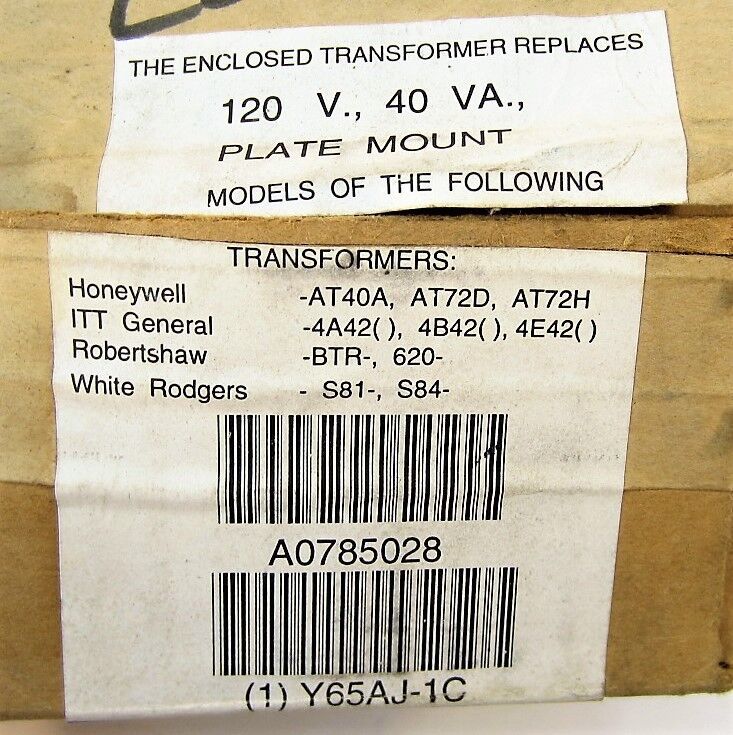 THE ENCLOSED TRANSFORMER REPLACES
120 V., 40 VA.,
PLATE MOUNT
MODELS OF THE FOLLOWING
TRANSFORMERS:
Honeywell -AT40A, AT72D, AT72H
ITT General -4A42( ), 4B42( ), 4E42( )
Robertshaw -BTR-, 620-
White Rodgers - S81-, S84-
A0785028
(1) Y65AJ-1C